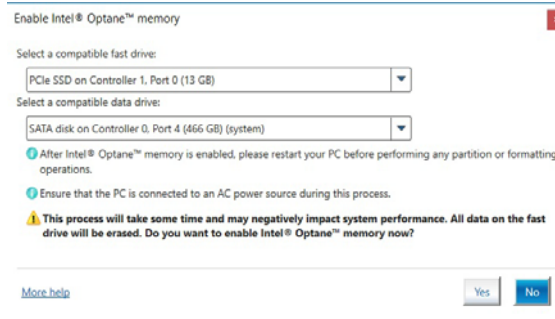 Enable Intel® Optane™ memory
Select a compatible fast drive:
PCIe SSD on Controller 1, Port 0 (13 GB)
Select a compatible data drive:
SATA disk on Controller 0, Port 4 (466 GB) (system)
After Intel® Optane™ memory is enabled, please restart your PC before performing any partition or formatting
operations.
Ensure that the PC is connected to an AC power source during this process.
This process will take some time and may negatively impact system performance. All data on the fast
drive will be erased. Do you want to enable Intel® Optane™ memory now?
More help
Yes
No